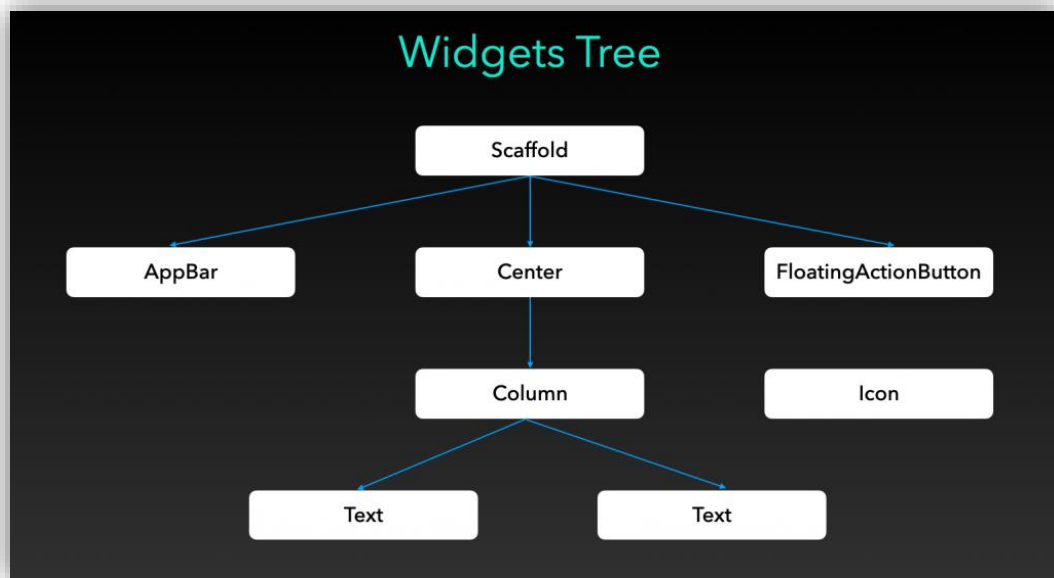 Widgets Tree
Scaffold
AppBar
Center
FloatingActionButton
Column
Icon
Text
Text